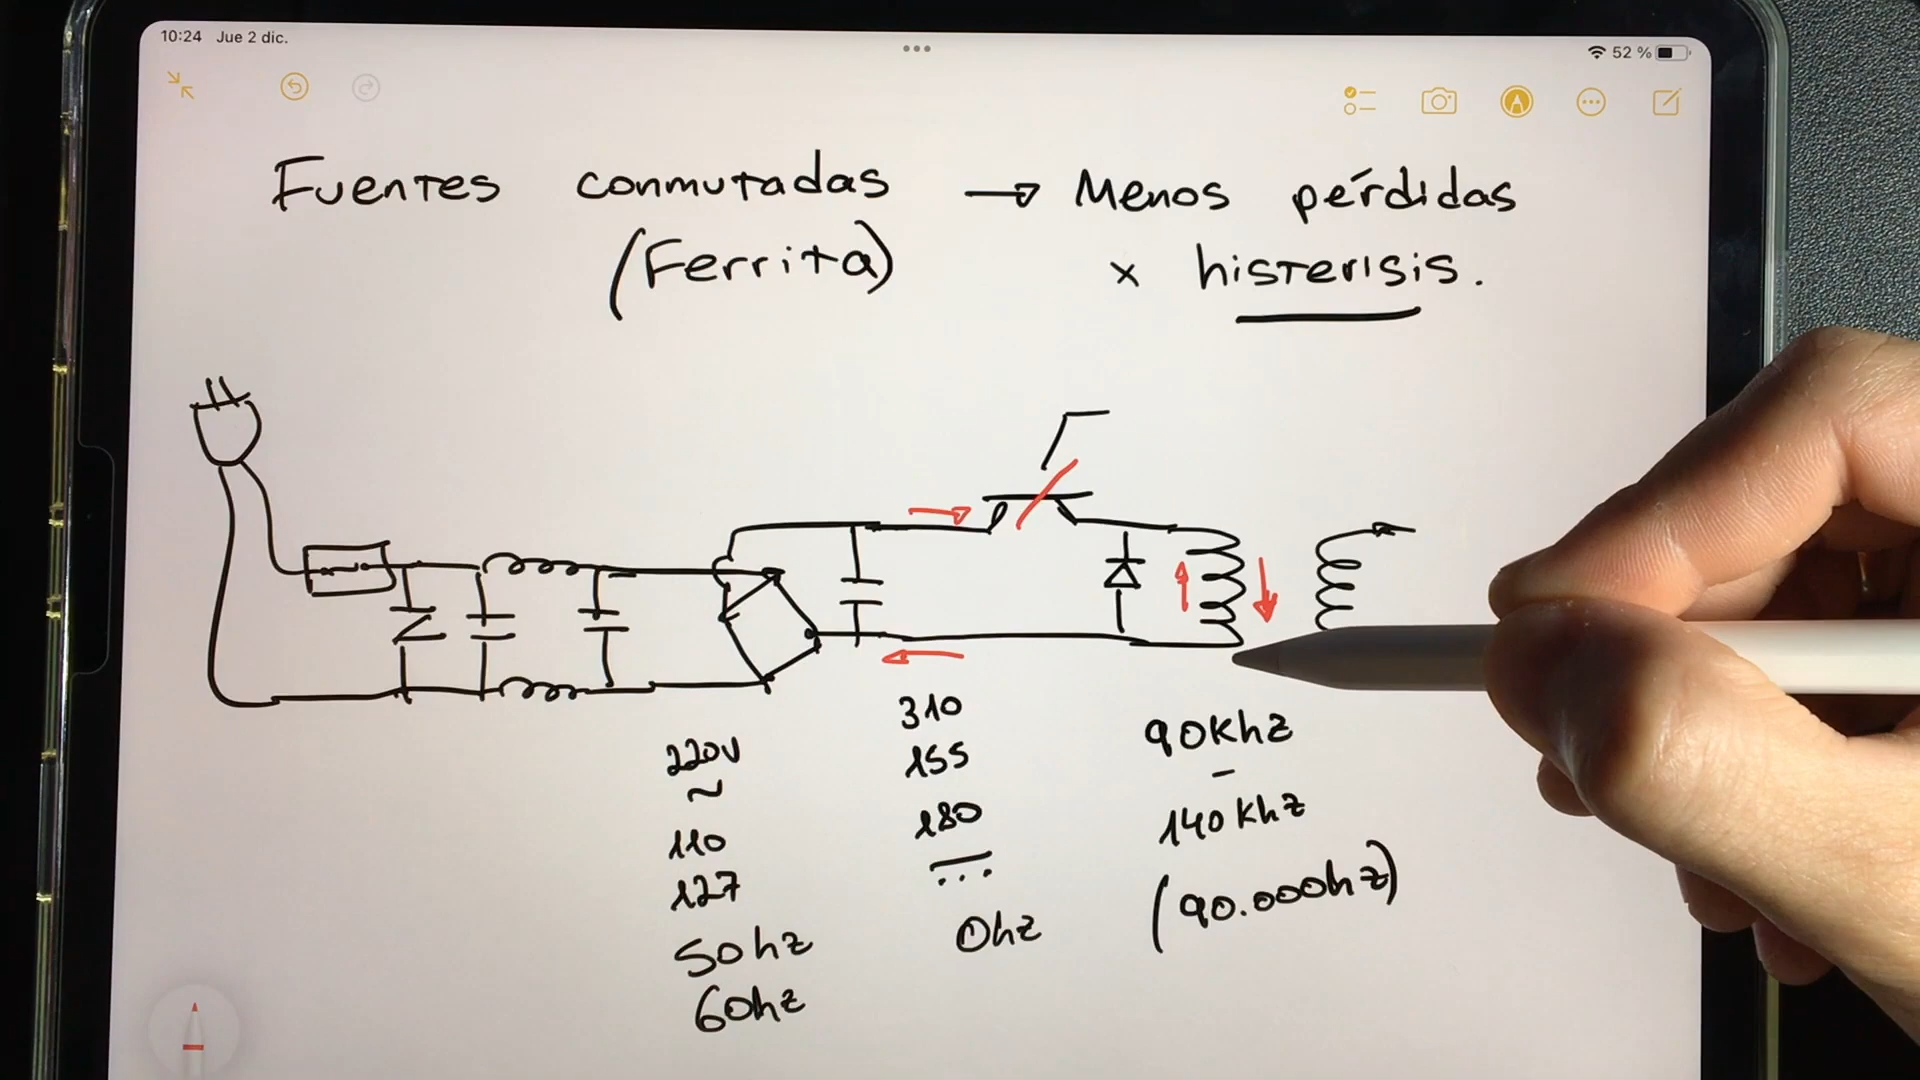 10:24 Jue 2 dic.
52 %
Fuentes conmutadas → Menos pérdidas
(Ferrita) x histerisis.
220V
~
110
127
50hz
60hz
310
155
180
0hz
90Khz
-
140Khz
(90.000hz)